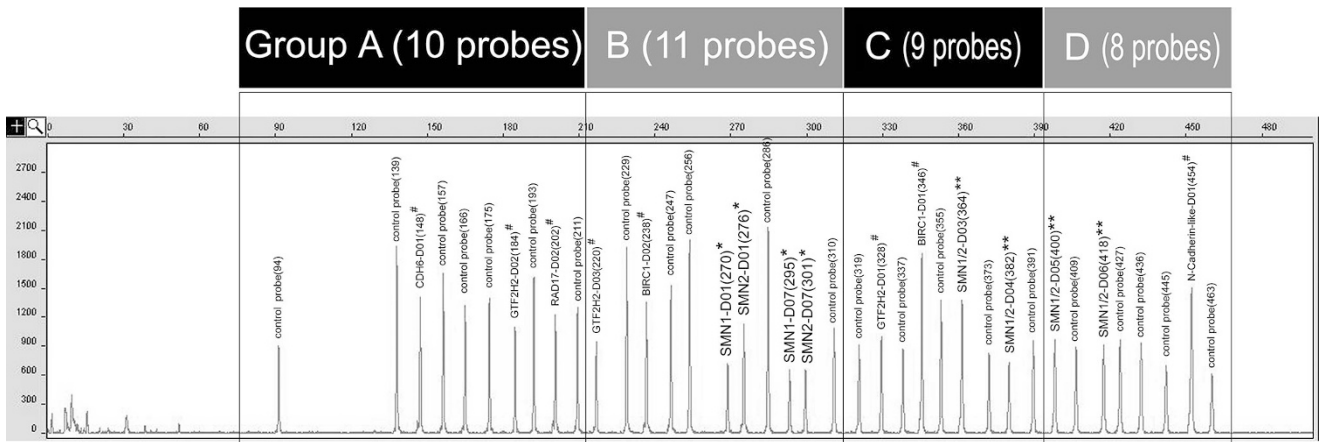 Group A (10 probes)
B (11 probes)
C (9 probes)
D (8 probes)
0 30 60 90 120 150 180 210 240 270 300 330 360 390 420 450 480
2700
2400
2100
1800
1500
1200
900
600
300
0
control probe(94)
control probe(139)
CDH6-D01(148)#
control probe(157)
control probe(166)
control probe(175)
GTF2H2-D02(184)#
control probe(193)
RAD17-D02(202)#
control probe(211)
GTF2H2-D03(220)#
control probe(229)
BIRC1-D02(238)#
control probe(247)
control probe(256)
SMN1-D01(270)*
SMN2-D01(276)*
control probe(286)
SMN1-D07(295)*
SMN2-D07(301)*
control probe(310)
control probe(319)
GTF2H2-D01(328)#
control probe(337)
BIRC1-D01(346)#
control probe(355)
SMN1/2-D03(364)**
control probe(373)
SMN1/2-D04(382)**
control probe(391)
SMN1/2-D05(400)**
control probe(409)
SMN1/2-D06(418)**
control probe(427)
control probe(436)
control probe(445)
N-Cadherin-like-D01(454)#
control probe(463)